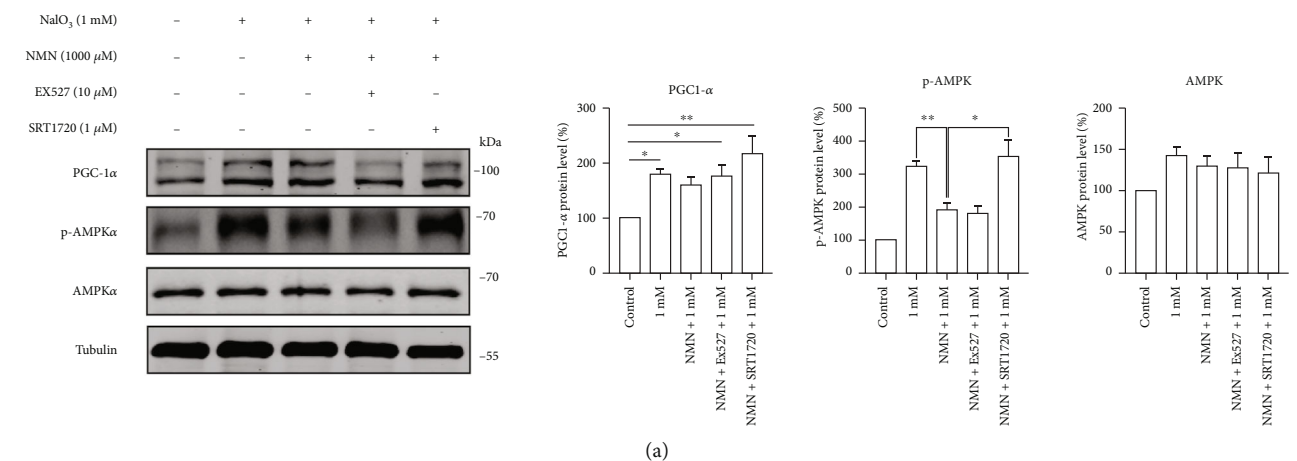 NaIO3 (1 mM) – + + + +
NMN (1000 μM) – – + + +
EX527 (10 μM) – – – + –
SRT1720 (1 μM) – – – – +
kDa
PGC-1α –100
p-AMPKα –70
AMPKα –70
Tubulin –55
PGC1-α
PGC1-α protein level (%)
300
200
100
0
**
*
*
Control
1 mM
NMN + 1 mM
NMN + Ex527 + 1 mM
NMN + SRT1720 + 1 mM
p-AMPK
p-AMPK protein level (%)
500
400
300
200
100
0
** *
Control
1 mM
NMN + 1 mM
NMN + Ex527 + 1 mM
NMN + SRT1720 + 1 mM
AMPK
AMPK protein level (%)
200
150
100
50
0
Control
1 mM
NMN + 1 mM
NMN + Ex527 + 1 mM
NMN + SRT1720 + 1 mM
(a)